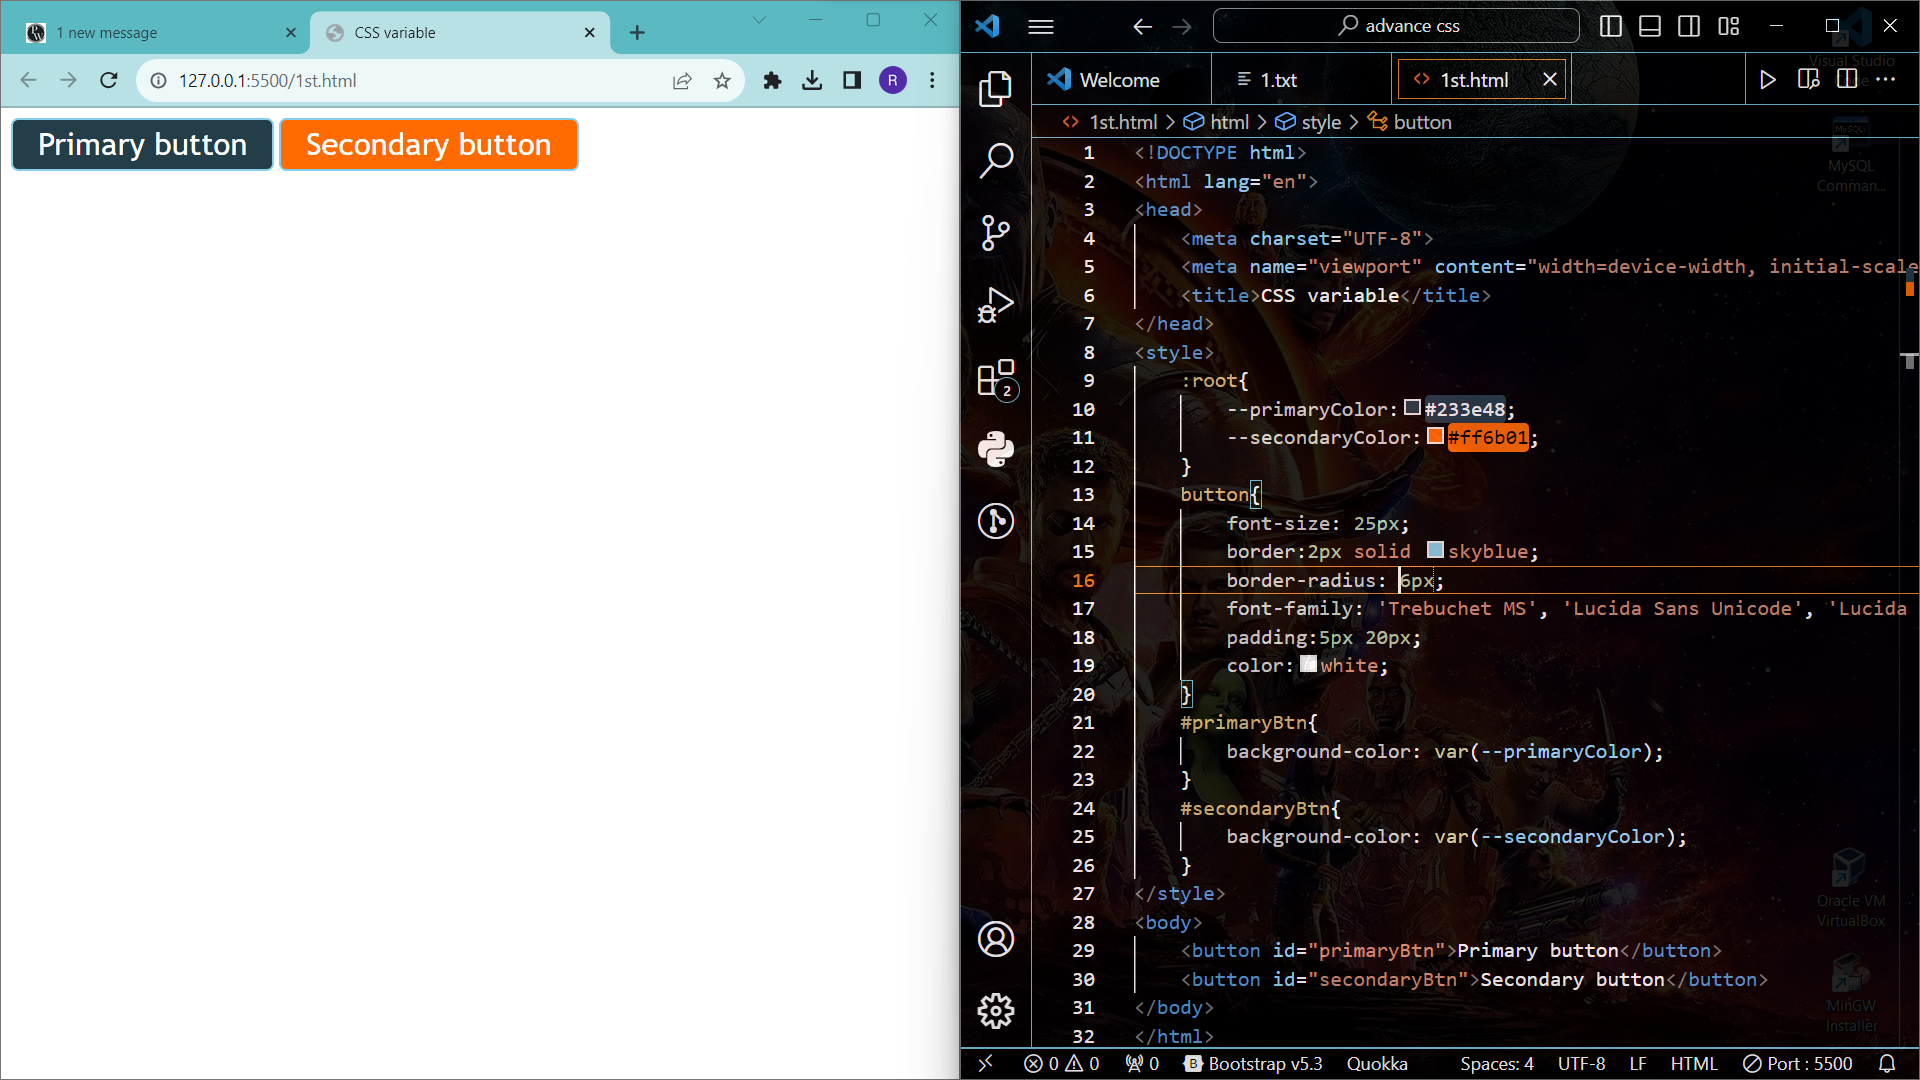 1 new message
CSS variable
127.0.0.1:5500/1st.html
R
Primary button
Secondary button
advance css
Visual Studio
Welcome
1.txt
1st.html
1st.html > html > style > button
1 <!DOCTYPE html>
2 <html lang="en">
3 <head>
4 <meta charset="UTF-8">
5 <meta name="viewport" content="width=device-width, initial-scale
6 <title>CSS variable</title>
7 </head>
8 <style>
9 :root{
10 --primaryColor: #233e48;
11 --secondaryColor: #ff6b01;
12 }
13 button{
14 font-size: 25px;
15 border:2px solid skyblue;
16 border-radius: 6px;
17 font-family: 'Trebuchet MS', 'Lucida Sans Unicode', 'Lucida
18 padding:5px 20px;
19 color: white;
20 }
21 #primaryBtn{
22 background-color: var(--primaryColor);
23 }
24 #secondaryBtn{
25 background-color: var(--secondaryColor);
26 }
27 </style>
28 <body>
29 <button id="primaryBtn">Primary button</button>
30 <button id="secondaryBtn">Secondary button</button>
31 </body>
32 </html>
2
MySQL
Comman...
Oracle VM
VirtualBox
MinGW
Installer
0 0 0 B Bootstrap v5.3 Quokka Spaces: 4 UTF-8 LF HTML Port : 5500